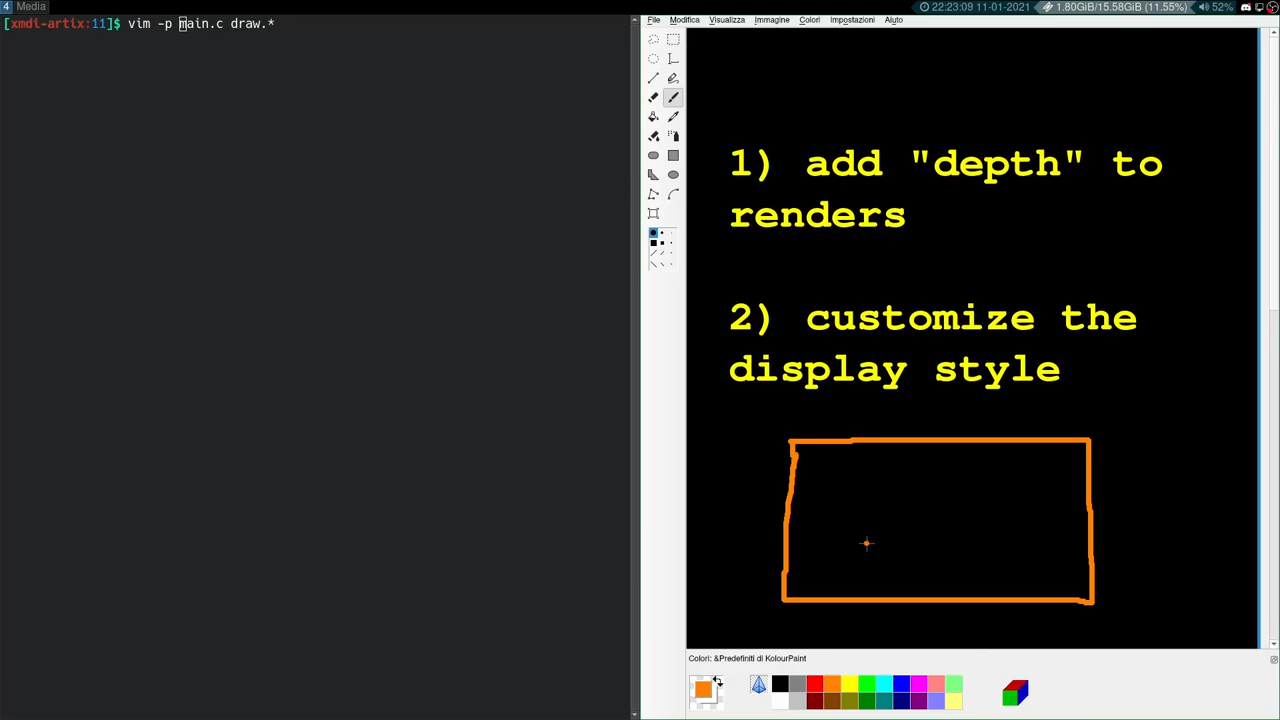 4 Media
22:23:09 11-01-2021
1.80GiB/15.58GiB (11.55%)
52%
[xmdi-artix:11]$ vim -p main.c draw.*
File Modifica Visualizza Immagine Colori Impostazioni Aiuto
1) add "depth" to
renders
2) customize the
display style
Colori: &Predefiniti di KolourPaint